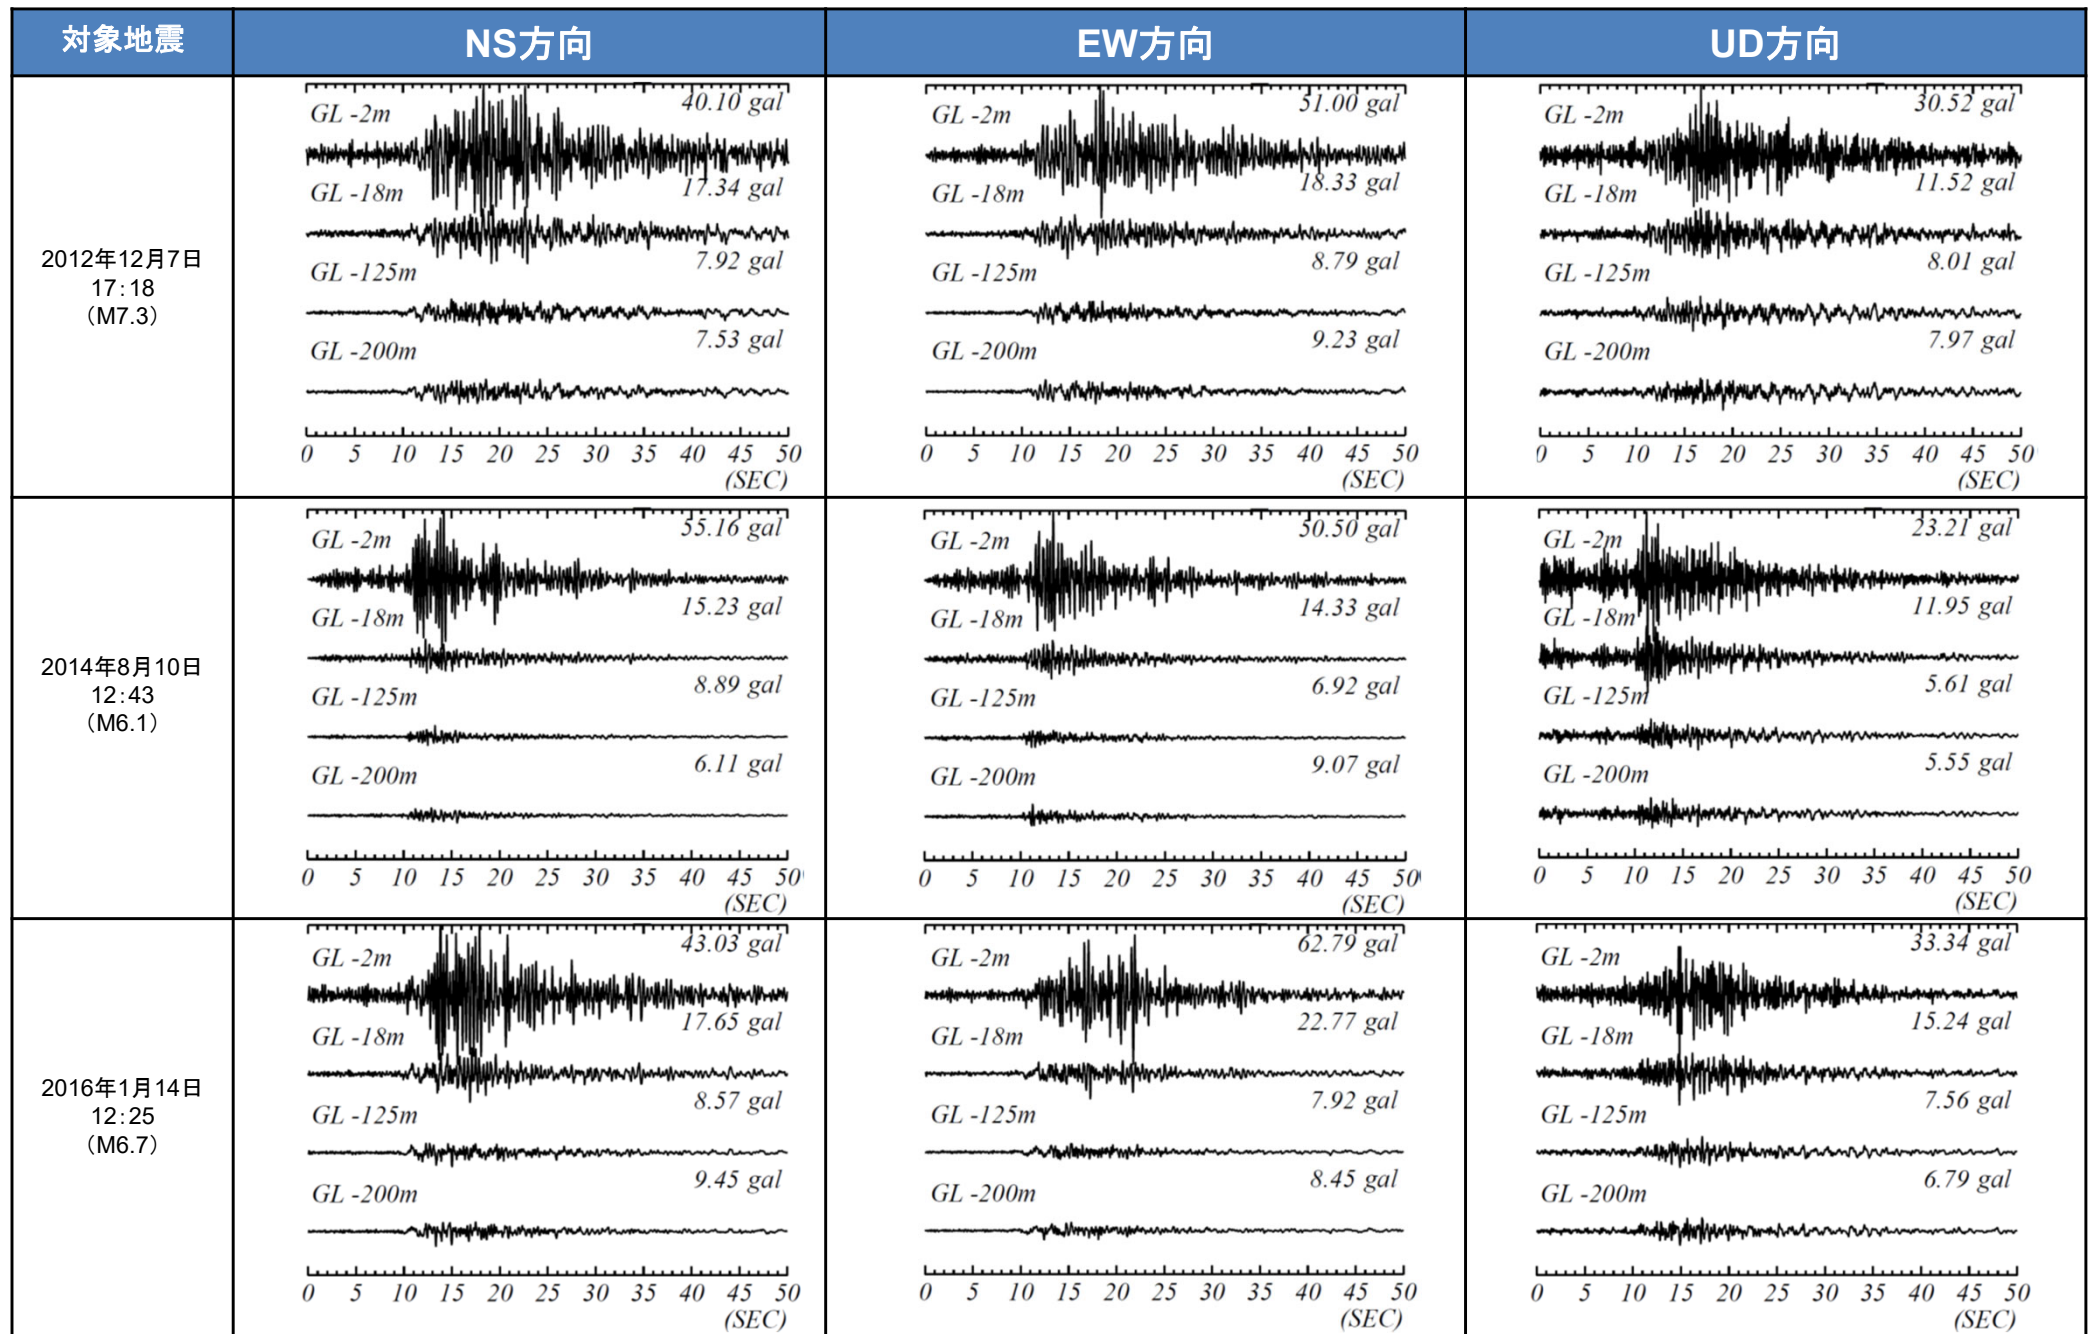 対象地震
NS方向
EW方向
UD方向
2012年12月7日
17:18
（M7.3）
GL -2m
40.10 gal
GL -18m
17.34 gal
GL -125m
7.92 gal
GL -200m
7.53 gal
0 5 10 15 20 25 30 35 40 45 50
(SEC)
GL -2m
51.00 gal
GL -18m
18.33 gal
GL -125m
8.79 gal
GL -200m
9.23 gal
0 5 10 15 20 25 30 35 40 45 50
(SEC)
GL -2m
30.52 gal
GL -18m
11.52 gal
GL -125m
8.01 gal
GL -200m
7.97 gal
0 5 10 15 20 25 30 35 40 45 50
(SEC)
2014年8月10日
12:43
（M6.1）
GL -2m
55.16 gal
GL -18m
15.23 gal
GL -125m
8.89 gal
GL -200m
6.11 gal
0 5 10 15 20 25 30 35 40 45 50
(SEC)
GL -2m
50.50 gal
GL -18m
14.33 gal
GL -125m
6.92 gal
GL -200m
9.07 gal
0 5 10 15 20 25 30 35 40 45 50
(SEC)
GL -2m
23.21 gal
GL -18m
11.95 gal
GL -125m
5.61 gal
GL -200m
5.55 gal
0 5 10 15 20 25 30 35 40 45 50
(SEC)
2016年1月14日
12:25
（M6.7）
GL -2m
43.03 gal
GL -18m
17.65 gal
GL -125m
8.57 gal
GL -200m
9.45 gal
0 5 10 15 20 25 30 35 40 45 50
(SEC)
GL -2m
62.79 gal
GL -18m
22.77 gal
GL -125m
7.92 gal
GL -200m
8.45 gal
0 5 10 15 20 25 30 35 40 45 50
(SEC)
GL -2m
33.34 gal
GL -18m
15.24 gal
GL -125m
7.56 gal
GL -200m
6.79 gal
0 5 10 15 20 25 30 35 40 45 50
(SEC)